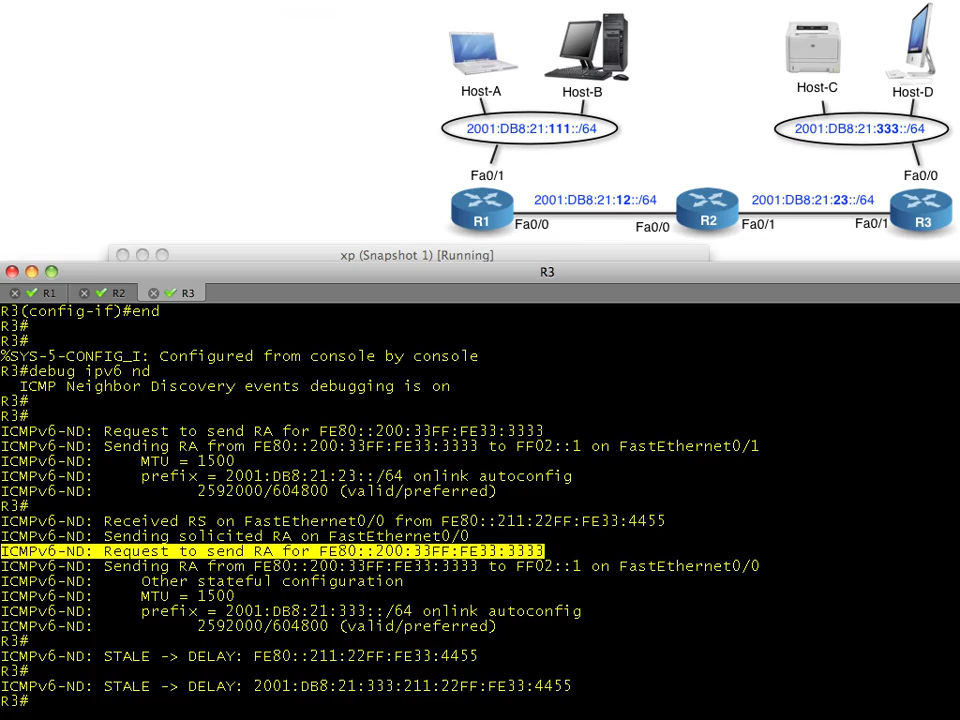 Host-A Host-B Host-C Host-D
2001:DB8:21:111::/64 2001:DB8:21:333::/64
Fa0/1 Fa0/0
2001:DB8:21:12::/64 2001:DB8:21:23::/64
R1 R2 R3
Fa0/0 Fa0/0 Fa0/1 Fa0/1
xp (Snapshot 1) [Running]
R3
R1 R2 R3
R3(config-if)#end
R3#
R3#
%SYS-5-CONFIG_I: Configured from console by console
R3#debug ipv6 nd
ICMP Neighbor Discovery events debugging is on
R3#
R3#
ICMPv6-ND: Request to send RA for FE80::200:33FF:FE33:3333
ICMPv6-ND: Sending RA from FE80::200:33FF:FE33:3333 to FF02::1 on FastEthernet0/1
ICMPv6-ND: MTU = 1500
ICMPv6-ND: prefix = 2001:DB8:21:23::/64 onlink autoconfig
ICMPv6-ND: 2592000/604800 (valid/preferred)
R3#
ICMPv6-ND: Received RS on FastEthernet0/0 from FE80::211:22FF:FE33:4455
ICMPv6-ND: Sending solicited RA on FastEthernet0/0
ICMPv6-ND: Request to send RA for FE80::200:33FF:FE33:3333
ICMPv6-ND: Sending RA from FE80::200:33FF:FE33:3333 to FF02::1 on FastEthernet0/0
ICMPv6-ND: Other stateful configuration
ICMPv6-ND: MTU = 1500
ICMPv6-ND: prefix = 2001:DB8:21:333::/64 onlink autoconfig
ICMPv6-ND: 2592000/604800 (valid/preferred)
R3#
ICMPv6-ND: STALE -> DELAY: FE80::211:22FF:FE33:4455
R3#
ICMPv6-ND: STALE -> DELAY: 2001:DB8:21:333:211:22FF:FE33:4455
R3#